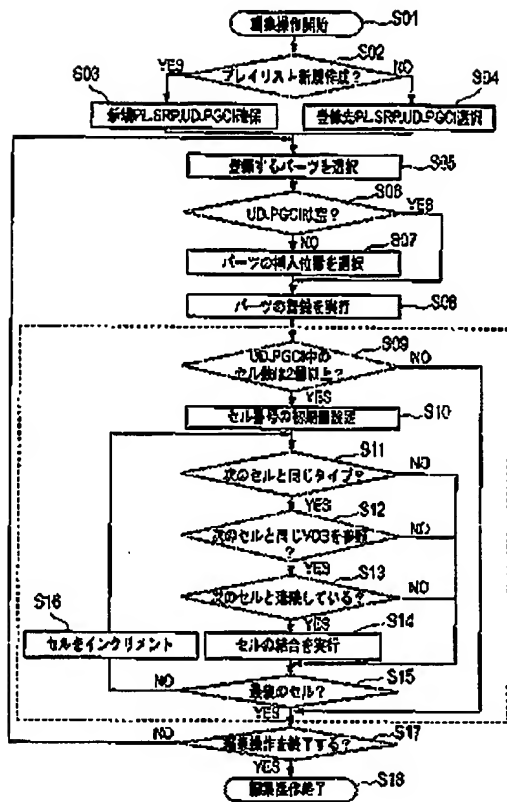 編集操作開始
S01
S02
プレイリスト新規作成?
YES
NO
S03
S04
新規PL_SRP,UD_PGCI確保
登録先PL_SRP,UD_PGCI選択
登録するパーツを選択
S05
S06
UD_PGCIは空?
YES
NO
S07
パーツの挿入位置を選択
パーツの登録を実行
S08
S09
UD_PGCI中の
セル数は2個以上?
NO
YES
セル番号の初期値設定
S10
S11
次のセルと同じタイプ?
NO
YES
S12
次のセルと同じVOBを参照
?
NO
YES
S13
次のセルと連続している?
NO
YES
S16
S14
セルをインクリメント
セルの結合を実行
NO
S15
最後のセル?
YES
NO
S17
編集操作を終了する?
YES
編集操作終了
S18